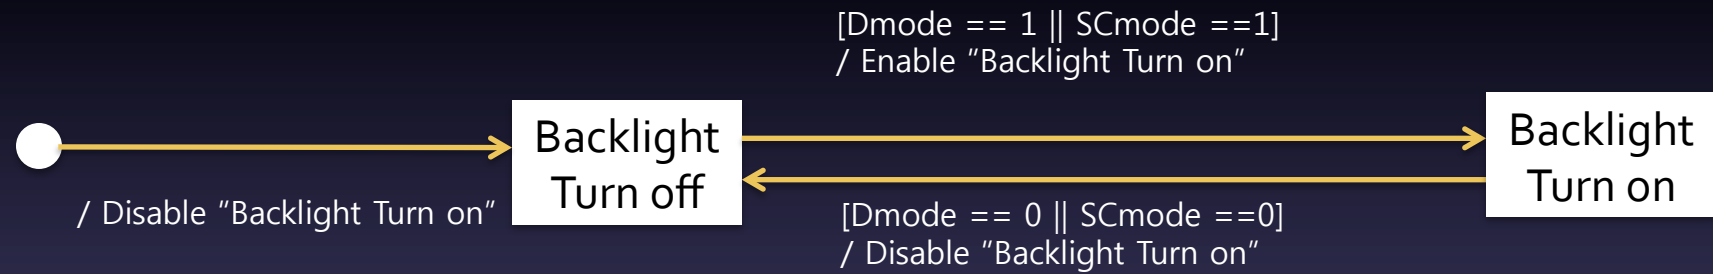 [Dmode == 1 || SCmode ==1]
/ Enable “Backlight Turn on”
Backlight
Turn off
Backlight
Turn on
/ Disable “Backlight Turn on”
[Dmode == 0 || SCmode ==0]
/ Disable “Backlight Turn on”